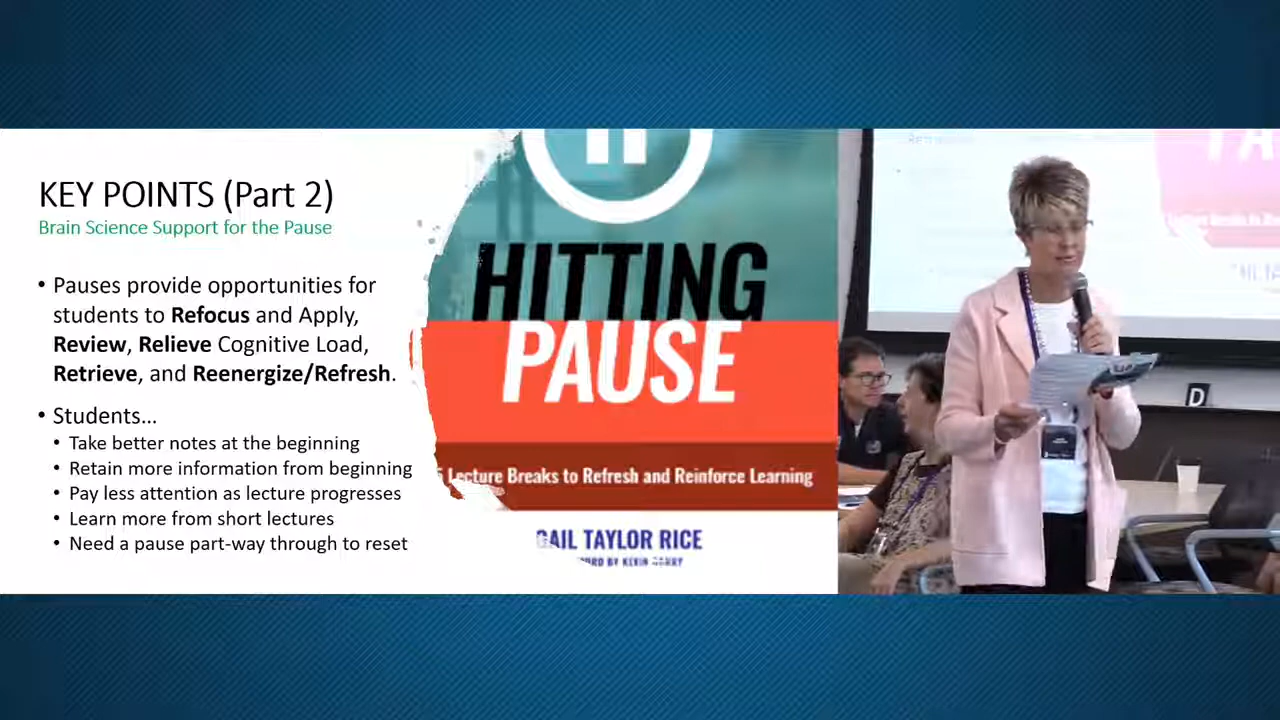 KEY POINTS (Part 2)
Brain Science Support for the Pause
• Pauses provide opportunities for
students to Refocus and Apply,
Review, Relieve Cognitive Load,
Retrieve, and Reenergize/Refresh.
• Students…
• Take better notes at the beginning
• Retain more information from beginning
• Pay less attention as lecture progresses
• Learn more from short lectures
• Need a pause part-way through to reset
HITTING
PAUSE
5 Lecture Breaks to Refresh and Reinforce Learning
GAIL TAYLOR RICE
BY KEVIN
D